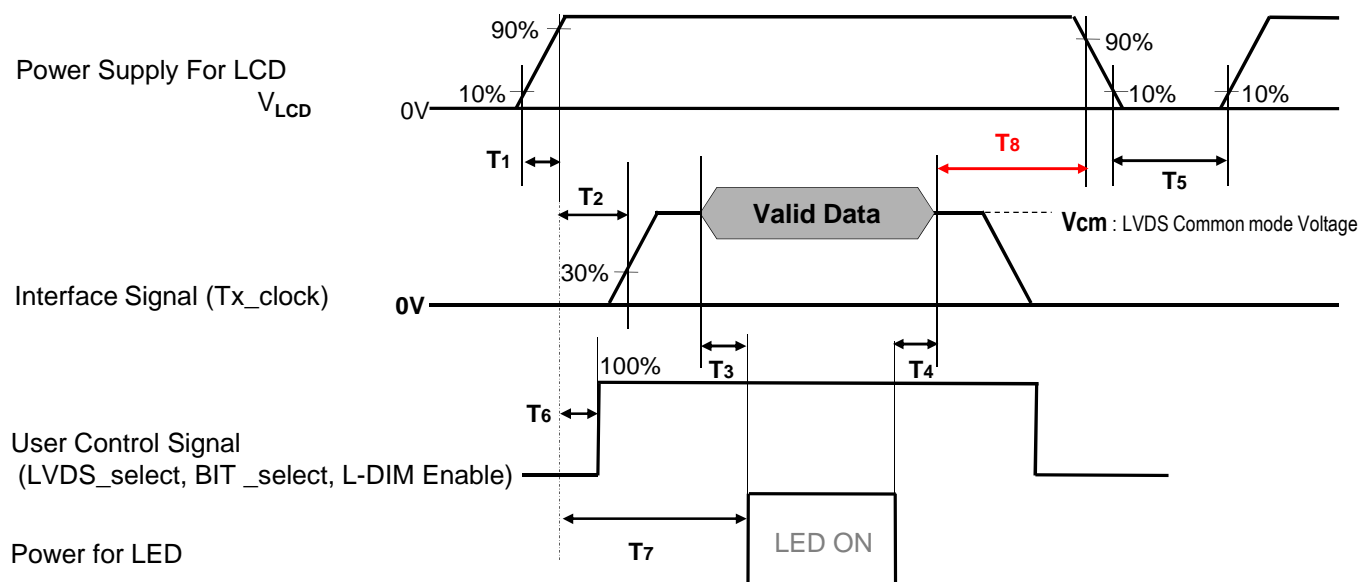 90%
90%
Power Supply For LCD
VLCD
10%
10%
10%
0V
T1
T8
T2
T5
Valid Data
Vcm : LVDS Common mode Voltage
30%
Interface Signal (Tx_clock)
0V
100%
T3
T4
T6
User Control Signal
(LVDS_select, BIT _select, L-DIM Enable)
T7
LED ON
Power for LED